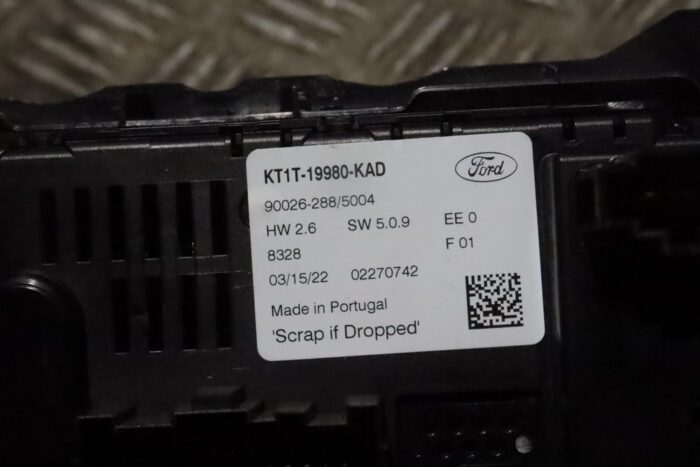 KT1T-19980-KAD Ford
90026-288/5004
HW 2.6 SW 5.0.9 EE 0
8328 F 01
03/15/22 02270742
Made in Portugal
'Scrap if Dropped'